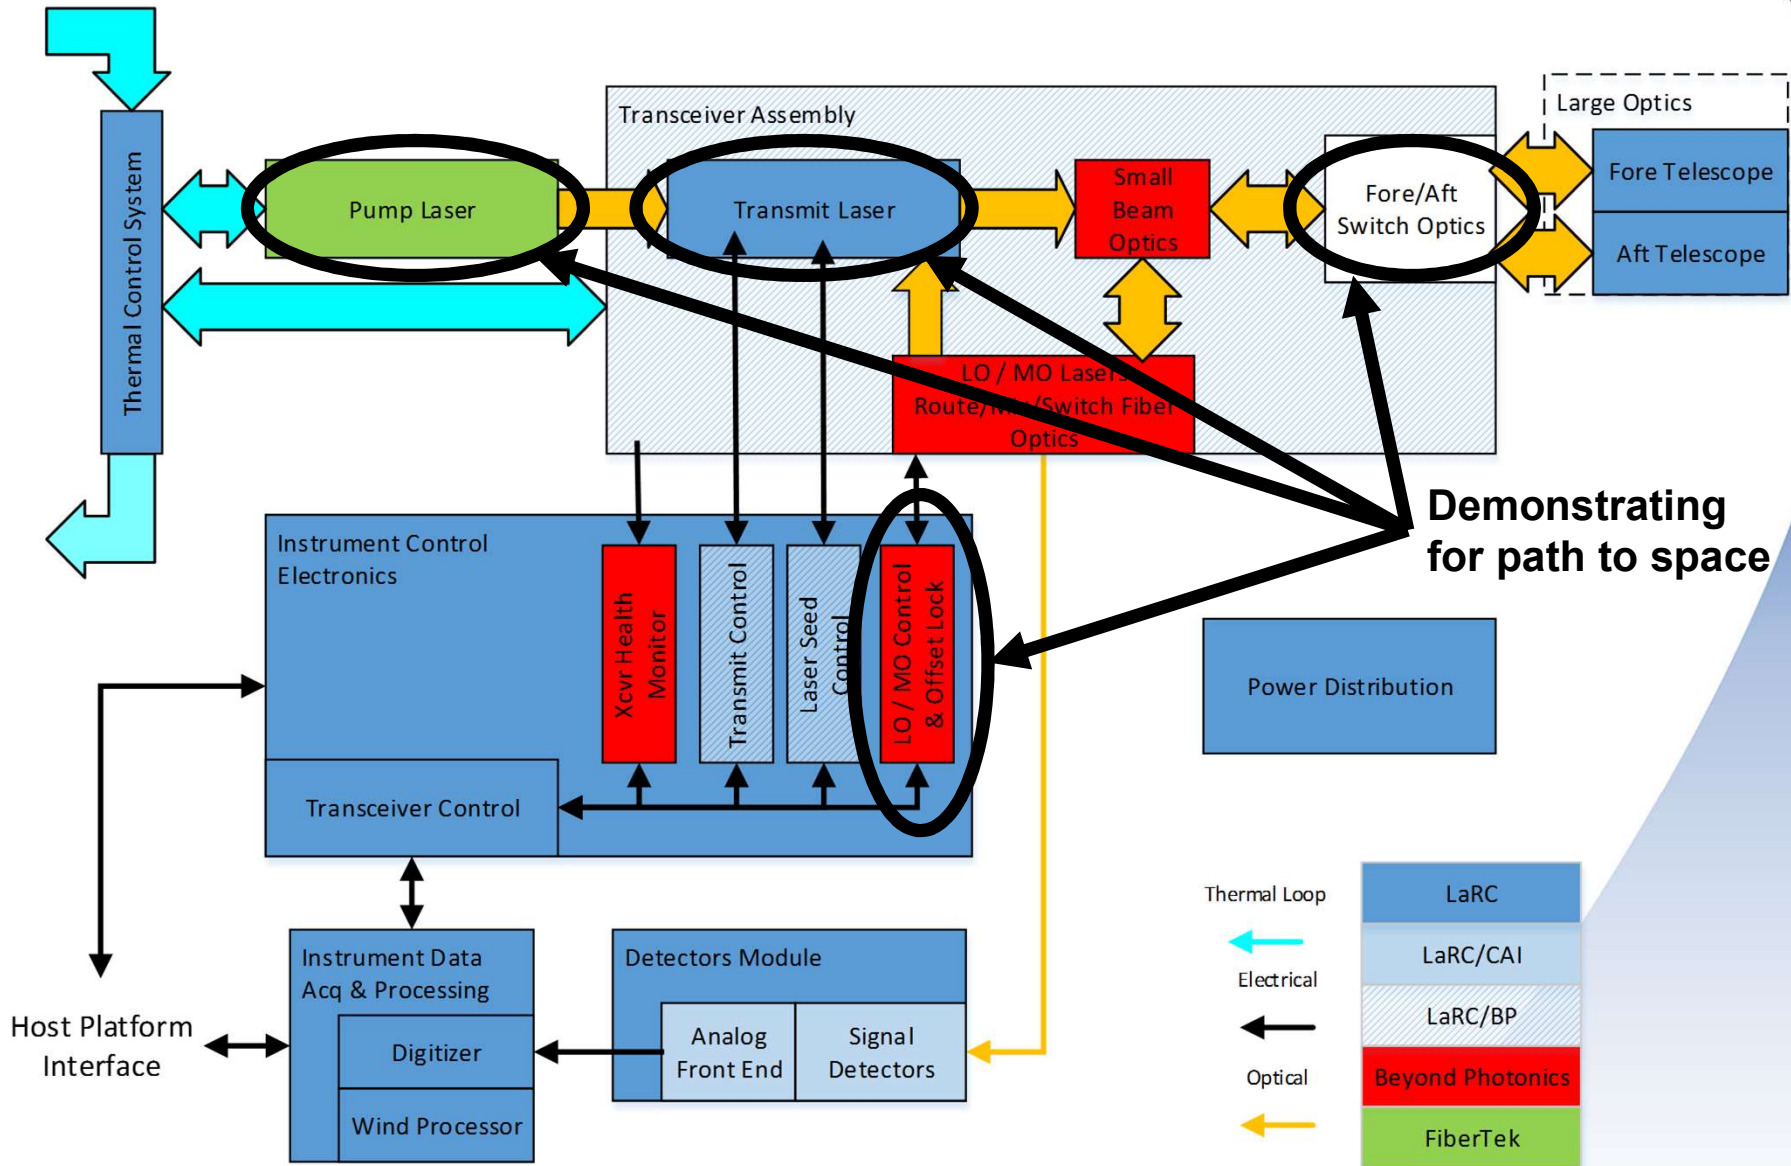 Transceiver Assembly
Large Optics
Thermal Control System
Pump Laser
Transmit Laser
Small
Beam
Optics
Fore/Aft
Switch Optics
Fore Telescope
Aft Telescope
LO / MO Lasers
Route/Mix/Switch Fiber
Optics
Demonstrating
for path to space
Instrument Control
Electronics
Xcvr Health
Monitor
Transmit Control
Laser Seed
Control
LO / MO Control
& Offset Lock
Power Distribution
Transceiver Control
Instrument Data
Acq & Processing
Digitizer
Wind Processor
Detectors Module
Analog
Front End
Signal
Detectors
Host Platform
Interface
Thermal Loop
Electrical
Optical
LaRC
LaRC/CAI
LaRC/BP
Beyond Photonics
FiberTek